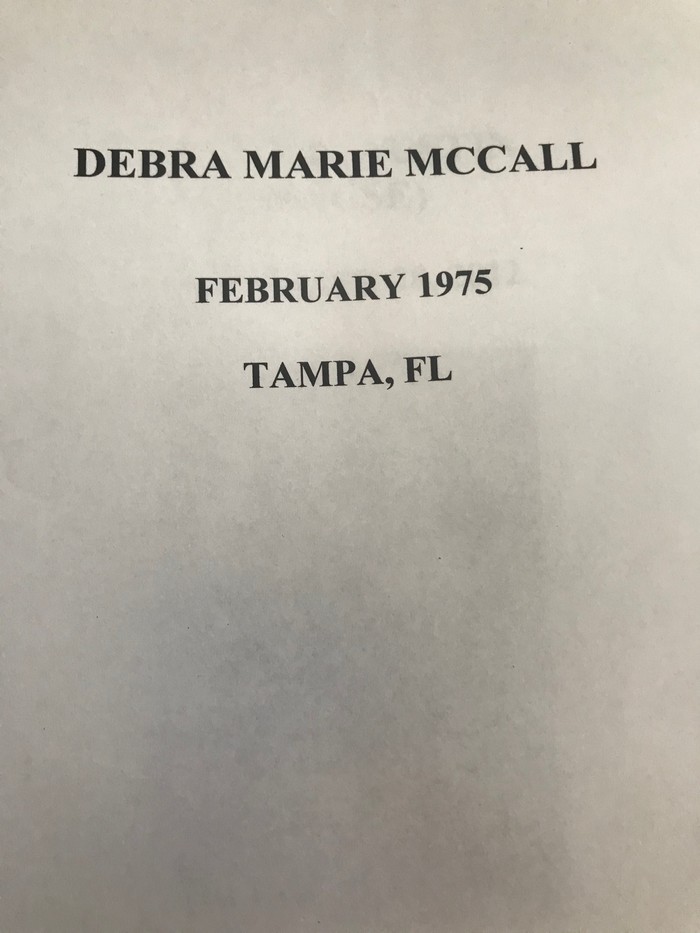 DEBRA MARIE MCCALL
FEBRUARY 1975
TAMPA, FL